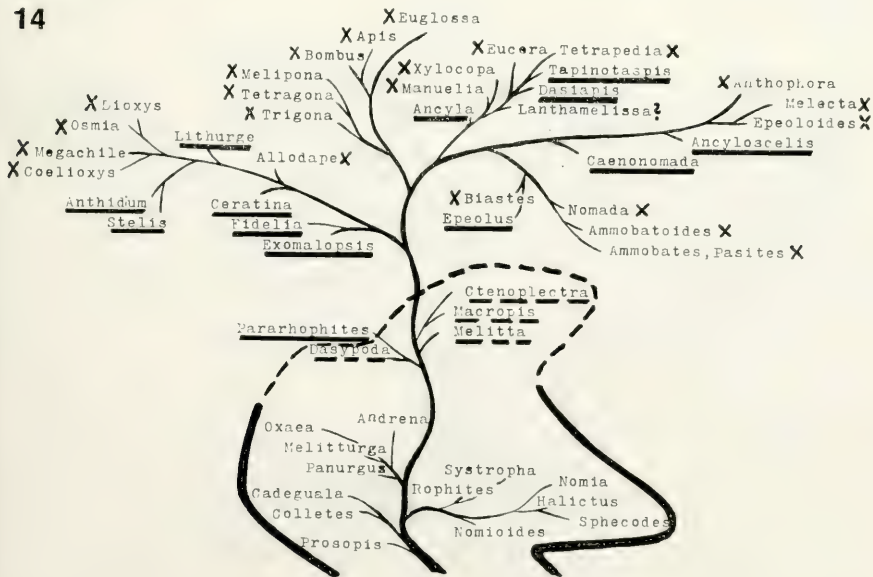 14
X Euglossa
X Apis
X Bombus
X Melipona
X Tetragona
X Trigona
X Eucera
Tetrapedia X
X Xylocopa
Tapinotaspis
X Manuelia
Dasiapis
Ancyla
Lanthamelissa?
X Anthophora
Melecta X
Epeoloides X
Ancyloscelis
Caenonomada
X Dioxys
X Osmia
Lithurge
X Megachile
Allodape X
X Coelioxys
Anthidum
Ceratina
Stelis
Fidelia
Exomalopsis
X Biastes
Epeolus
Nomada X
Ammobatoides X
Ammobates, Pasites X
Ctenoplectra
Macropis
Pararhophites
Melitta
Dasypoda
Andrena
Oxaea
Melitturga
Panurgus
Systropha
Rophites
Nomia
Cadeguala
Halictus
Colletes
Sphecodes
Nomioides
Prosopis